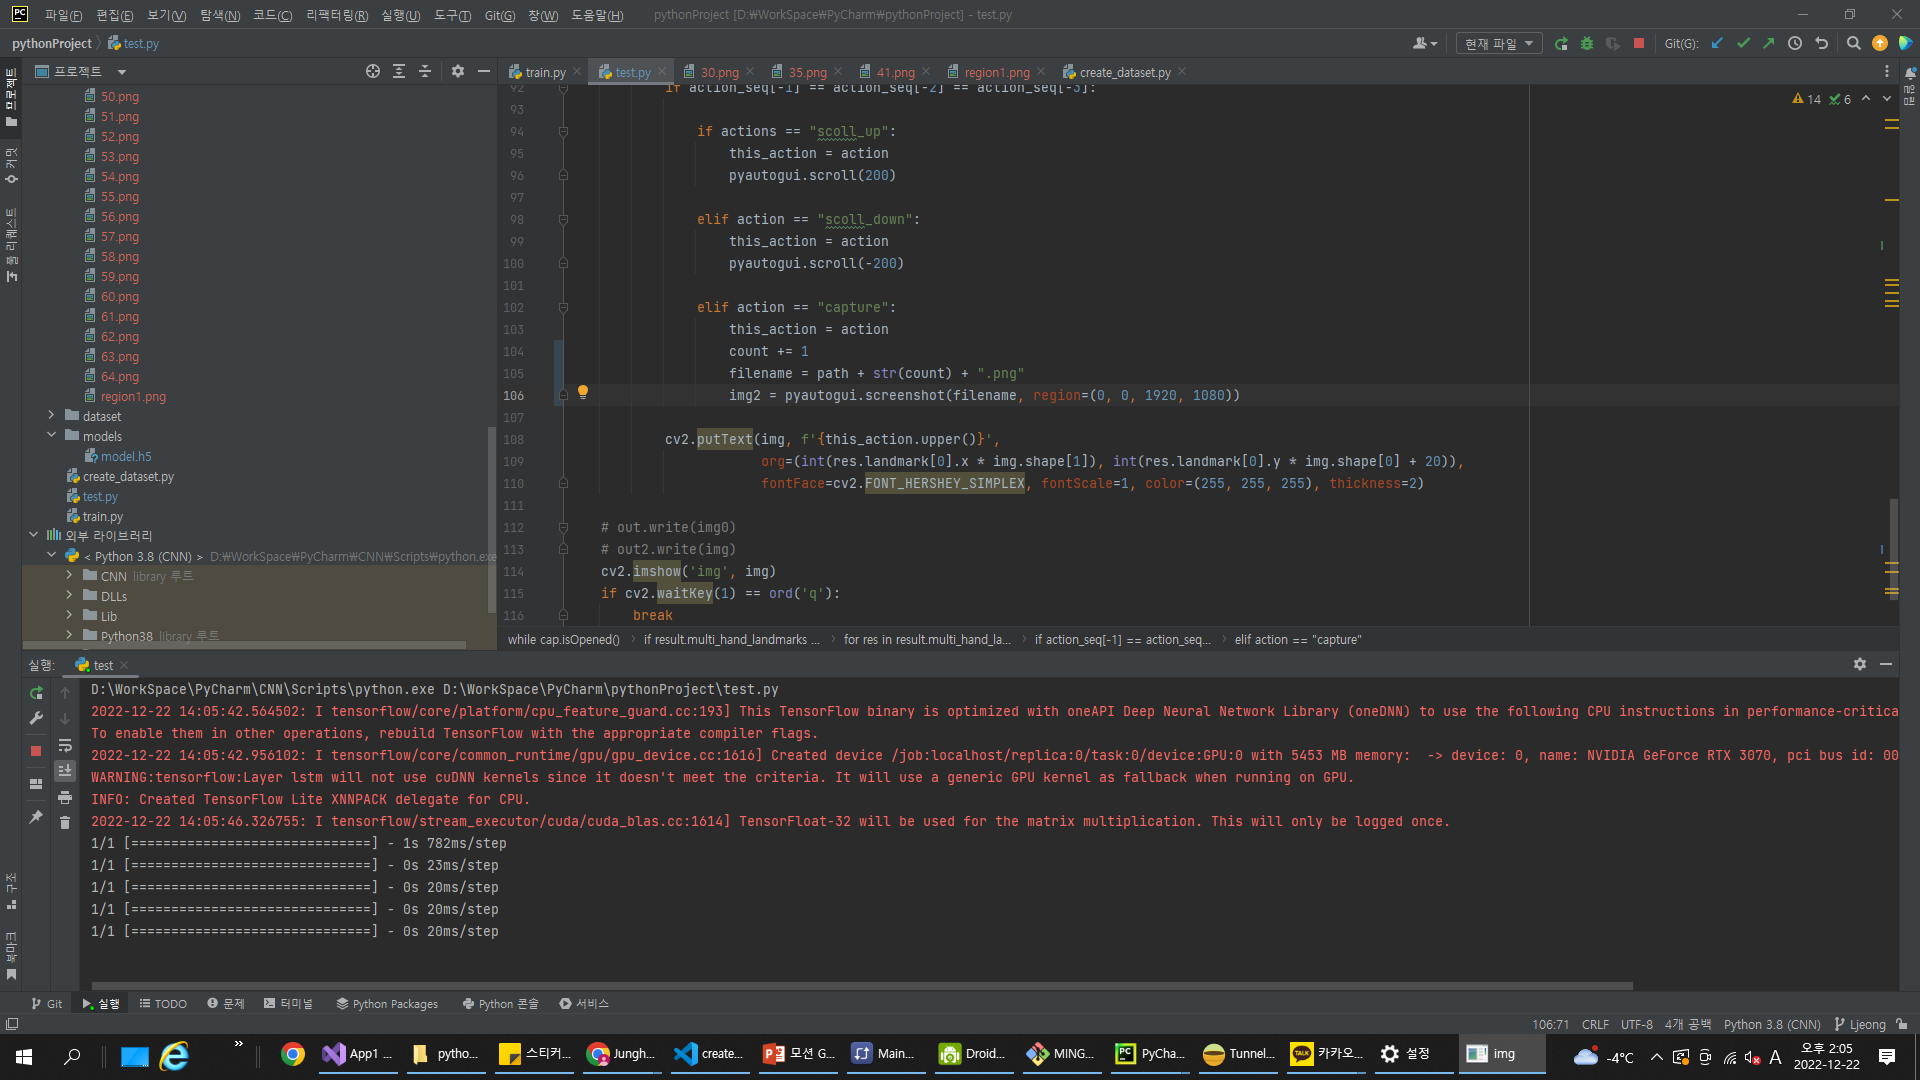 파일(F) 편집(E) 보기(V) 탐색(N) 코드(C) 리팩터링(R) 실행(U) 도구(T) Git(G) 창(W) 도움말(H) pythonProject [D:₩WorkSpace₩PyCharm₩pythonProject] - test.py
pythonProject test.py 현재 파일 Git(G):
프로젝트 train.py test.py 30.png 35.png 41.png region1.png create_dataset.py
프로젝트
커밋
풀 리퀘스트
구조
북마크
알림
50.png
51.png
52.png
53.png
54.png
55.png
56.png
57.png
58.png
59.png
60.png
61.png
62.png
63.png
64.png
region1.png
dataset
models
model.h5
create_dataset.py
test.py
train.py
외부 라이브러리
< Python 3.8 (CNN) > D:₩WorkSpace₩PyCharm₩CNN₩Scripts₩python.exe
CNN library 루트
DLLs
Lib
Python38 library 루트
14 6
92 if action_seq[-1] == action_seq[-2] == action_seq[-3]:
93
94 if actions == "scoll_up":
95 this_action = action
96 pyautogui.scroll(200)
97
98 elif action == "scoll_down":
99 this_action = action
100 pyautogui.scroll(-200)
101
102 elif action == "capture":
103 this_action = action
104 count += 1
105 filename = path + str(count) + ".png"
106 img2 = pyautogui.screenshot(filename, region=(0, 0, 1920, 1080))
107
108 cv2.putText(img, f'{this_action.upper()}',
109 org=(int(res.landmark[0].x * img.shape[1]), int(res.landmark[0].y * img.shape[0] + 20)),
110 fontFace=cv2.FONT_HERSHEY_SIMPLEX, fontScale=1, color=(255, 255, 255), thickness=2)
111
112 # out.write(img0)
113 # out2.write(img)
114 cv2.imshow('img', img)
115 if cv2.waitKey(1) == ord('q'):
116 break
while cap.isOpened() if result.multi_hand_landmarks ... for res in result.multi_hand_la... if action_seq[-1] == action_seq... elif action == "capture"
실행: test
D:\WorkSpace\PyCharm\CNN\Scripts\python.exe D:\WorkSpace\PyCharm\pythonProject\test.py
2022-12-22 14:05:42.564502: I tensorflow/core/platform/cpu_feature_guard.cc:193] This TensorFlow binary is optimized with oneAPI Deep Neural Network Library (oneDNN) to use the following CPU instructions in performance-critica
To enable them in other operations, rebuild TensorFlow with the appropriate compiler flags.
2022-12-22 14:05:42.956102: I tensorflow/core/common_runtime/gpu/gpu_device.cc:1616] Created device /job:localhost/replica:0/task:0/device:GPU:0 with 5453 MB memory: -> device: 0, name: NVIDIA GeForce RTX 3070, pci bus id: 00
WARNING:tensorflow:Layer lstm will not use cuDNN kernels since it doesn't meet the criteria. It will use a generic GPU kernel as fallback when running on GPU.
INFO: Created TensorFlow Lite XNNPACK delegate for CPU.
2022-12-22 14:05:46.326755: I tensorflow/stream_executor/cuda/cuda_blas.cc:1614] TensorFloat-32 will be used for the matrix multiplication. This will only be logged once.
1/1 [==============================] - 1s 782ms/step
1/1 [==============================] - 0s 23ms/step
1/1 [==============================] - 0s 20ms/step
1/1 [==============================] - 0s 20ms/step
1/1 [==============================] - 0s 20ms/step
Git 실행 TODO 문제 터미널 Python Packages Python 콘솔 서비스
106:71 CRLF UTF-8 4개 공백 Python 3.8 (CNN) Ljeong
App1 ... pytho... 스티커... Jungh... create... 모션 G... Main... Droid... MING... PyCha... Tunnel... 카카오... 설정 img -4°C A 오후 2:05
2022-12-22